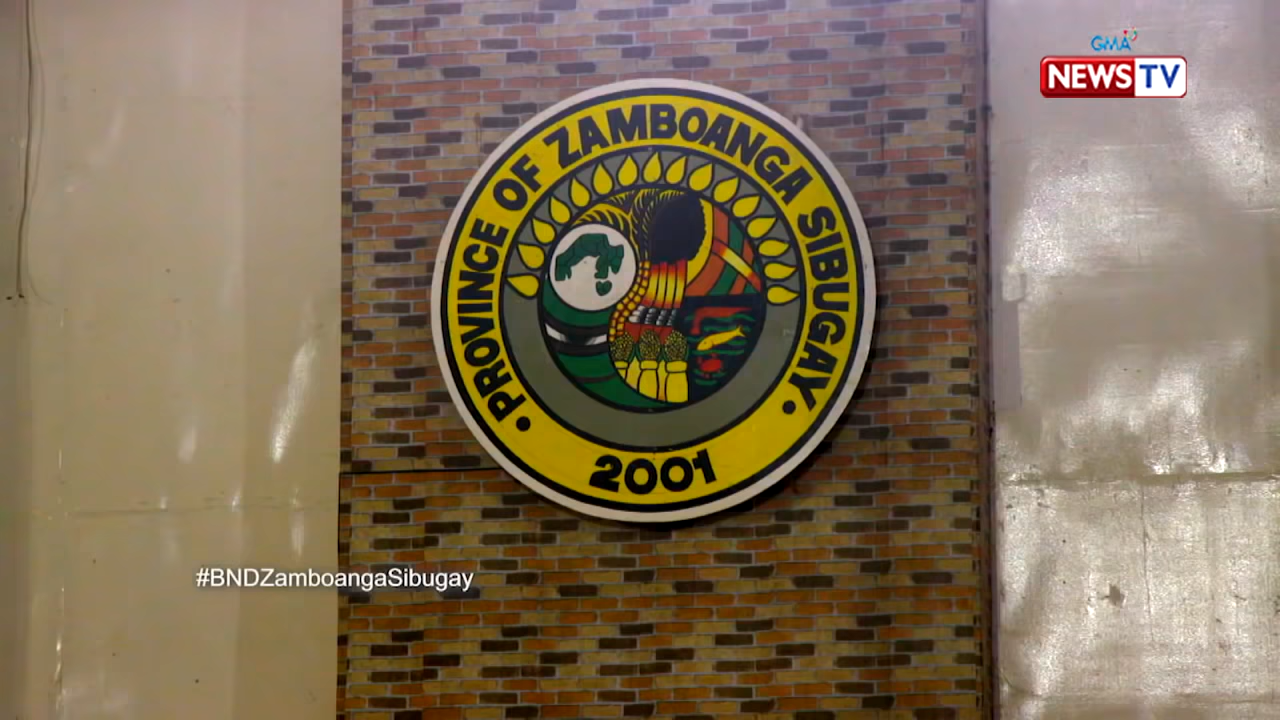 GMA
NEWS TV
PROVINCE OF ZAMBOANGA SIBUGAY
2001
#BNDZamboangaSibugay